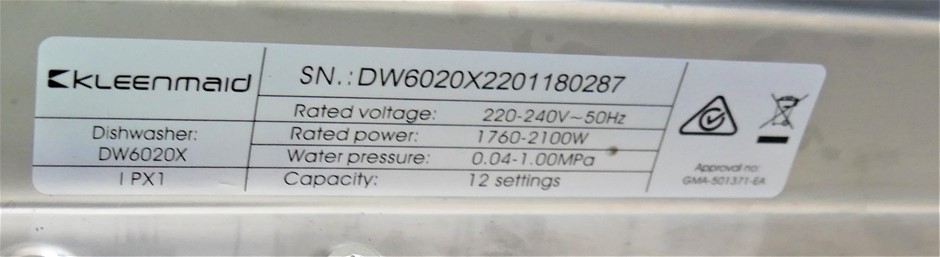 KLEENMAID
SN.: DW6020X2201180287
Dishwasher:
DW6020X
IPX1
Rated voltage: 220-240V~50Hz
Rated power: 1760-2100W
Water pressure: 0.04-1.00MPa
Capacity: 12 settings
Approval no:
GMA-501371-EA